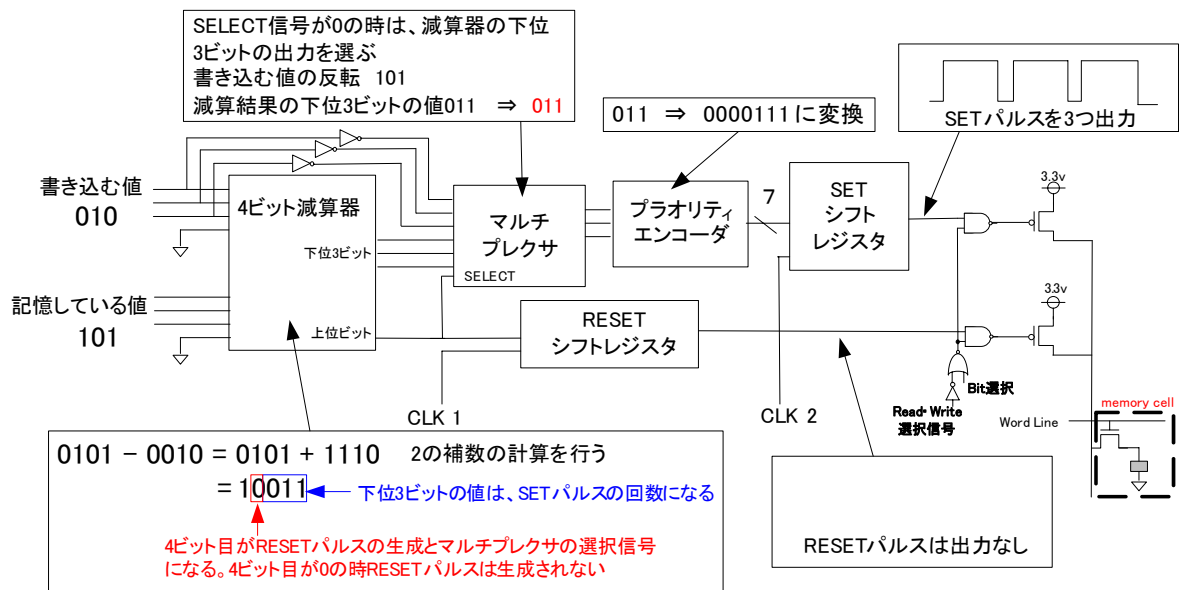 SELECT信号が0の時は、減算器の下位
3ビットの出力を選ぶ
書き込む値の反転 101
減算結果の下位3ビットの値011 ⇒ 011
011 ⇒ 0000111に変換
SETパルスを3つ出力
書き込む値
010
4ビット減算器
下位3ビット
上位ビット
記憶している値
101
マルチ
プレクサ
SELECT
プラオリティ
エンコーダ
7
SET
シフト
レジスタ
RESET
シフトレジスタ
CLK 1
CLK 2
3.3v
3.3v
Bit選択
Read・Write
選択信号
Word Line
memory cell
0101 − 0010 = 0101 + 1110 2の補数の計算を行う
= 10011
下位3ビットの値は、SETパルスの回数になる
4ビット目がRESETパルスの生成とマルチプレクサの選択信号
になる。4ビット目が0の時RESETパルスは生成されない
RESETパルスは出力なし